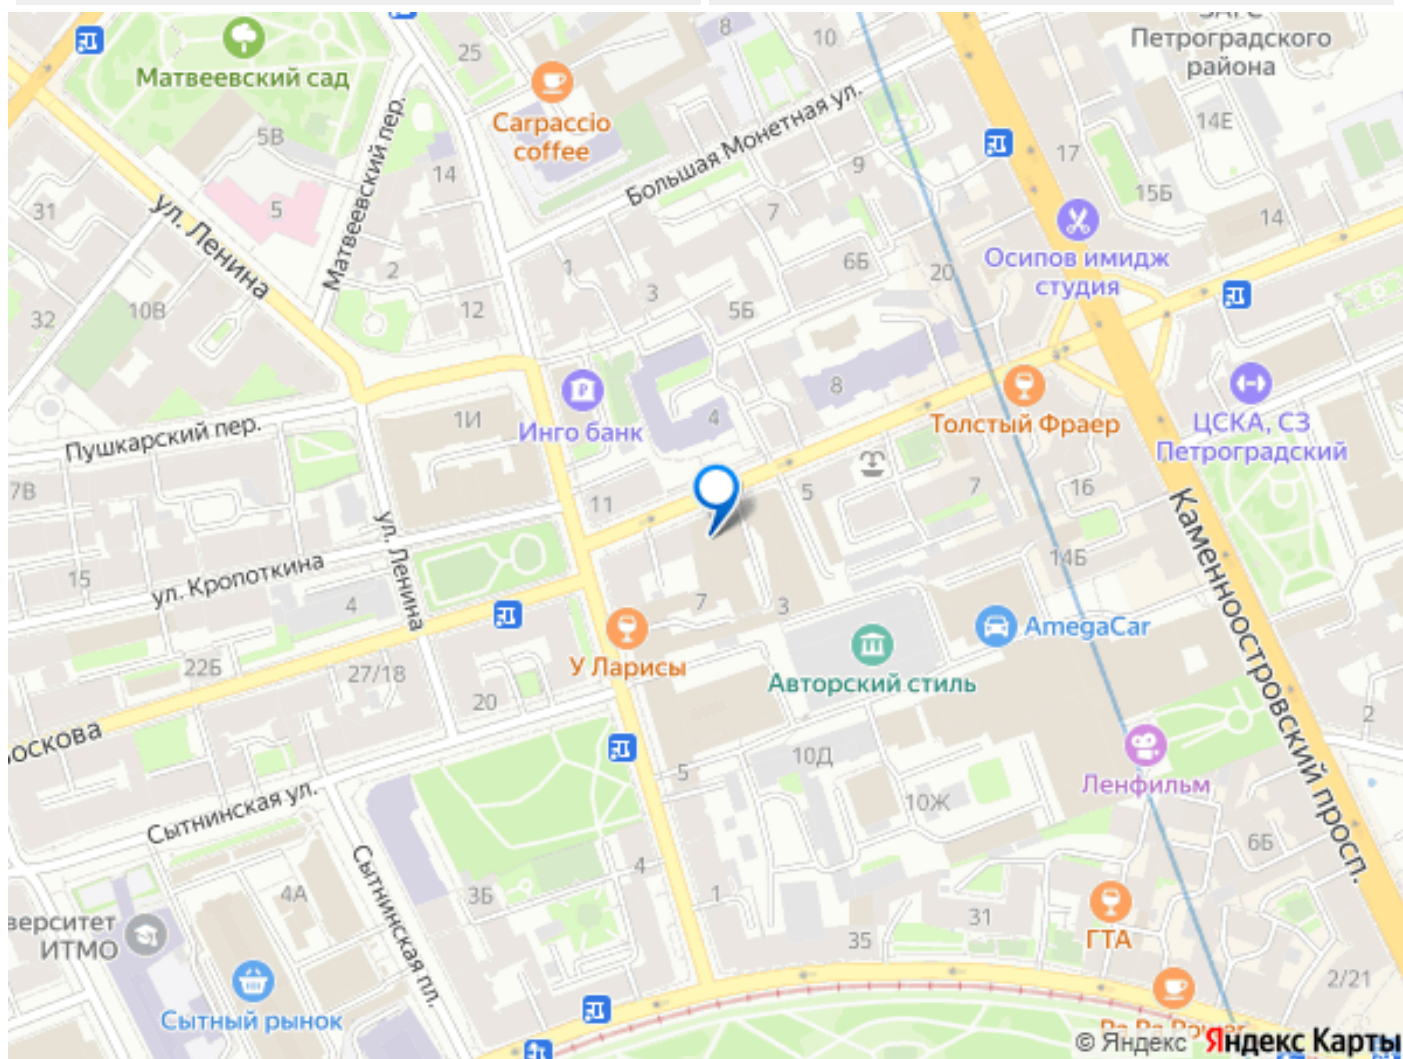 ЗАГС
Петроградского
района
8
10
25
Матвеевский сад
Carpaccio
coffee
Большая Монетная ул.
14Е
5В
Матвеевский пер.
14
9
17
15Б
31
ул. Ленина
5
7
14
Осипов имидж
студия
2
1
6Б
20
3
32
10В
12
5Б
8
1И
Инго банк
4
Толстый Фраер
ЦСКА, СЗ
Петроградский
Пушкарский пер.
7В
11
5
7
16
Каменноостровский просп.
ул. Ленина
14Б
15
ул. Кропоткина
4
7
3
AmegaCar
У Ларисы
22Б
27/18
Авторский стиль
20
2
оскова
10Д
5
Ленфильм
Сытнинская ул.
10Ж
6Б
Сытнинская пл.
4
4А
3Б
1
31
верситет
ИТМО
35
ГТА
2/21
Сытный рынок
© Яндекс Яндекс Карты